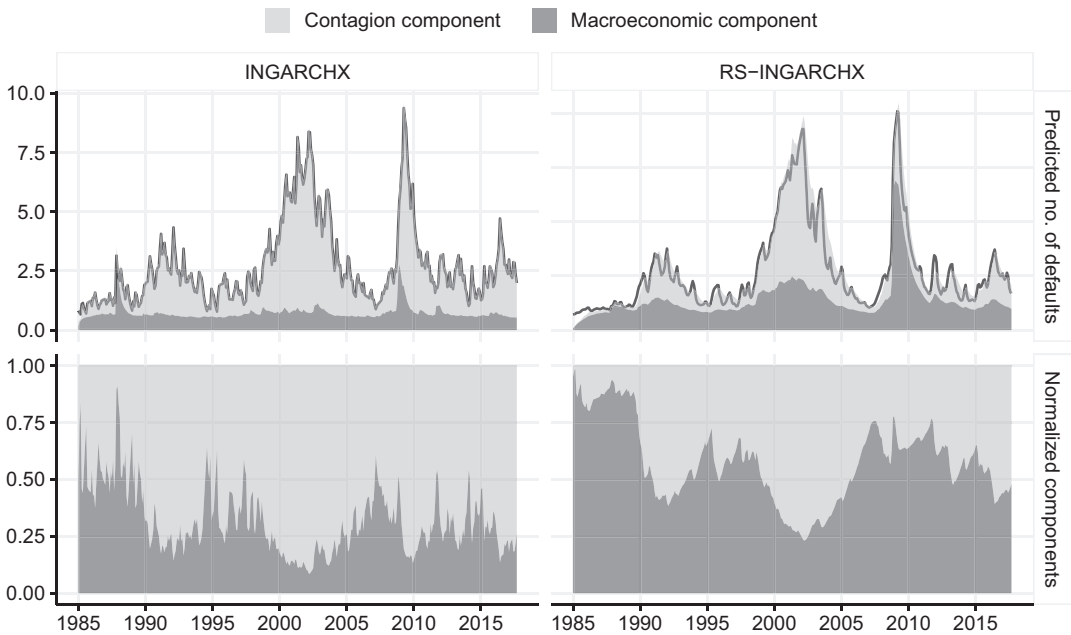 Contagion component Macroeconomic component
INGARCHX RS−INGARCHX
10.0
7.5
5.0
2.5
0.0
Predicted no. of defaults
1.00
0.75
0.50
0.25
0.00
Normalized components
1985 1990 1995 2000 2005 2010 2015 1985 1990 1995 2000 2005 2010 2015